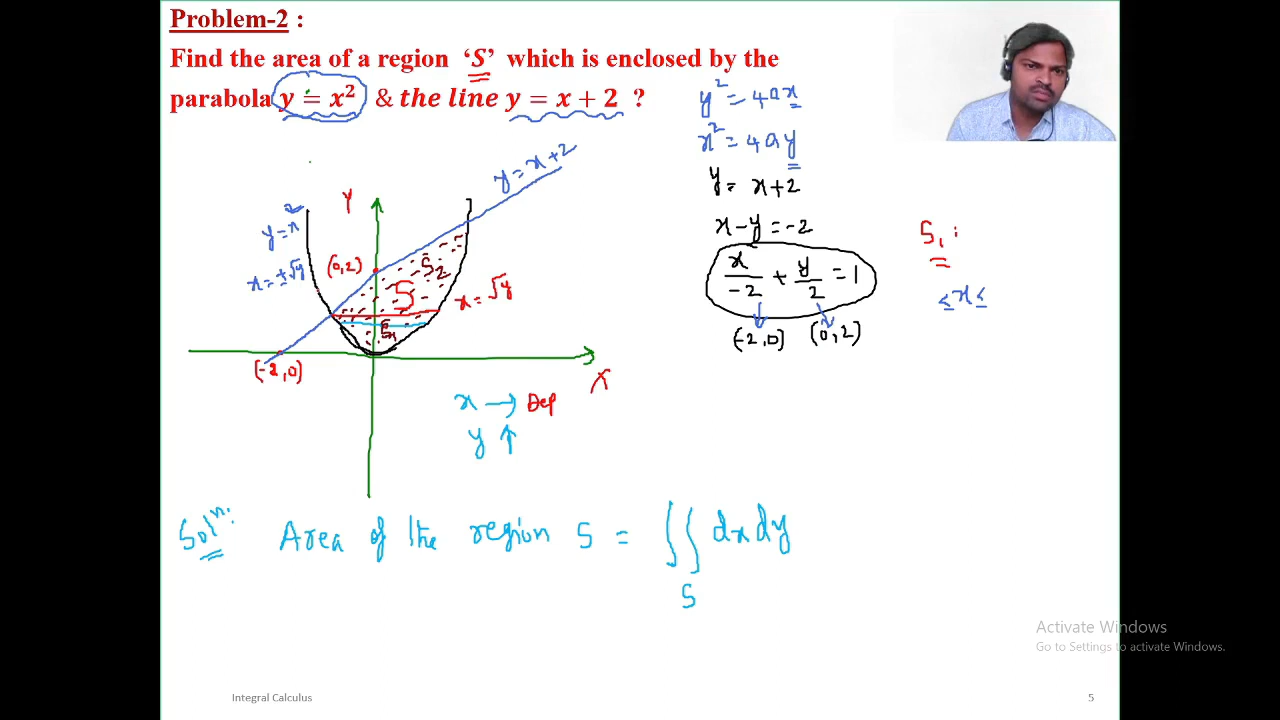 Problem-2 :
Find the area of a region ‘S’ which is enclosed by the
parabola y = x² & the line y = x + 2 ?
y² = 4ax
x² = 4ay
y = x+2
x-y = -2
x/-2 + y/2 = 1
(-2,0) (0,2)
S₁ :
≤x≤
y = x+2
Y
y = x²
x = ±√y
(0,2)
S₂
S
x = √y
S₁
(-2,0)
X
x → Dep
y ↑
Solⁿ: Area of the region S = ∬ dxdy
S
Activate Windows
Go to Settings to activate Windows.
Integral Calculus
5